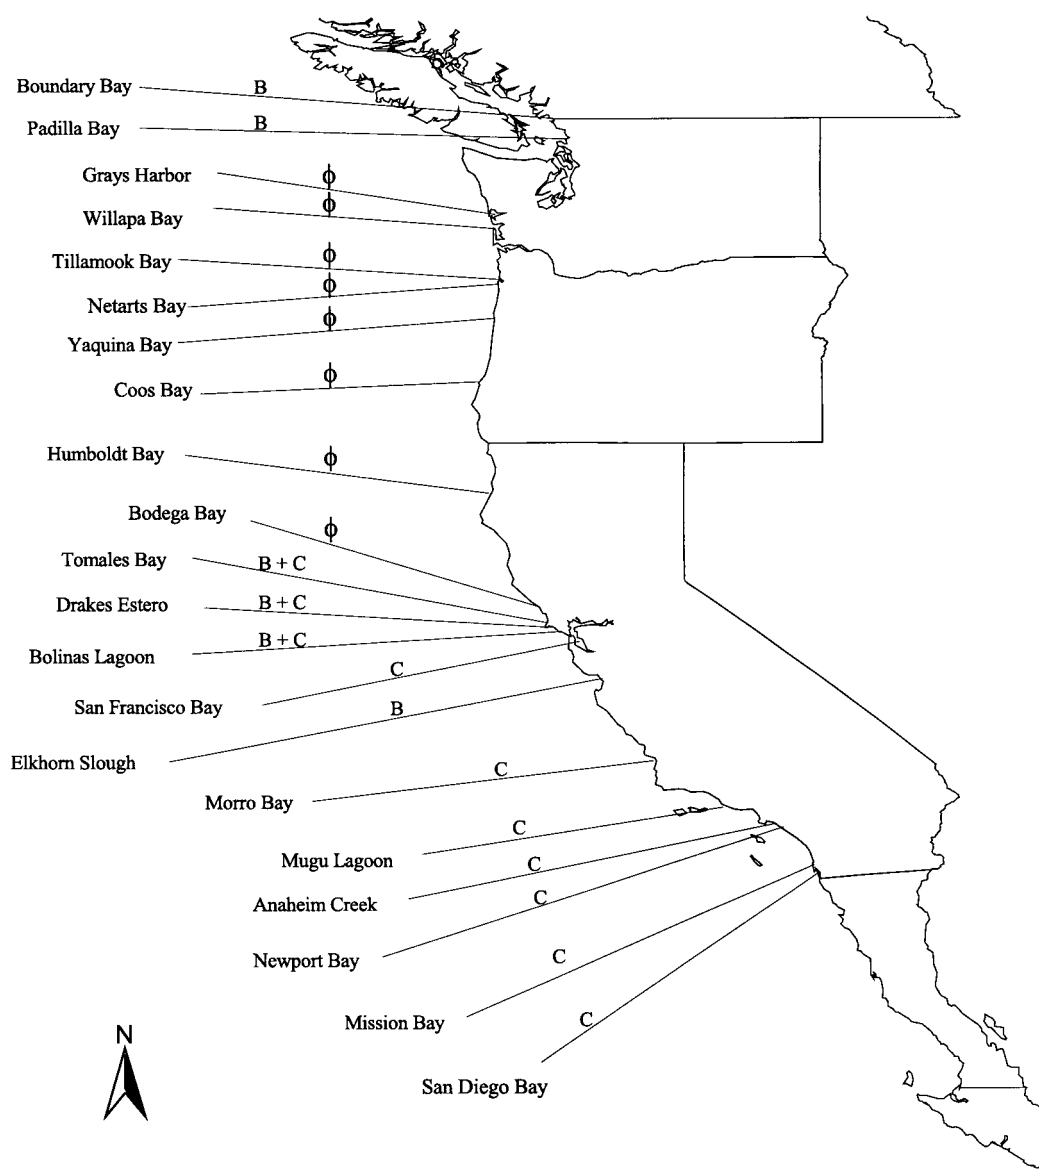 Boundary Bay B
Padilla Bay B
Grays Harbor ϕ
Willapa Bay ϕ
Tillamook Bay ϕ
Netarts Bay ϕ
Yaquina Bay ϕ
Coos Bay ϕ
Humboldt Bay ϕ
Bodega Bay ϕ
Tomales Bay B + C
Drakes Estero B + C
Bolinas Lagoon B + C
San Francisco Bay C
Elkhorn Slough B
Morro Bay C
Mugu Lagoon C
Anaheim Creek C
Newport Bay C
Mission Bay C
San Diego Bay C
N